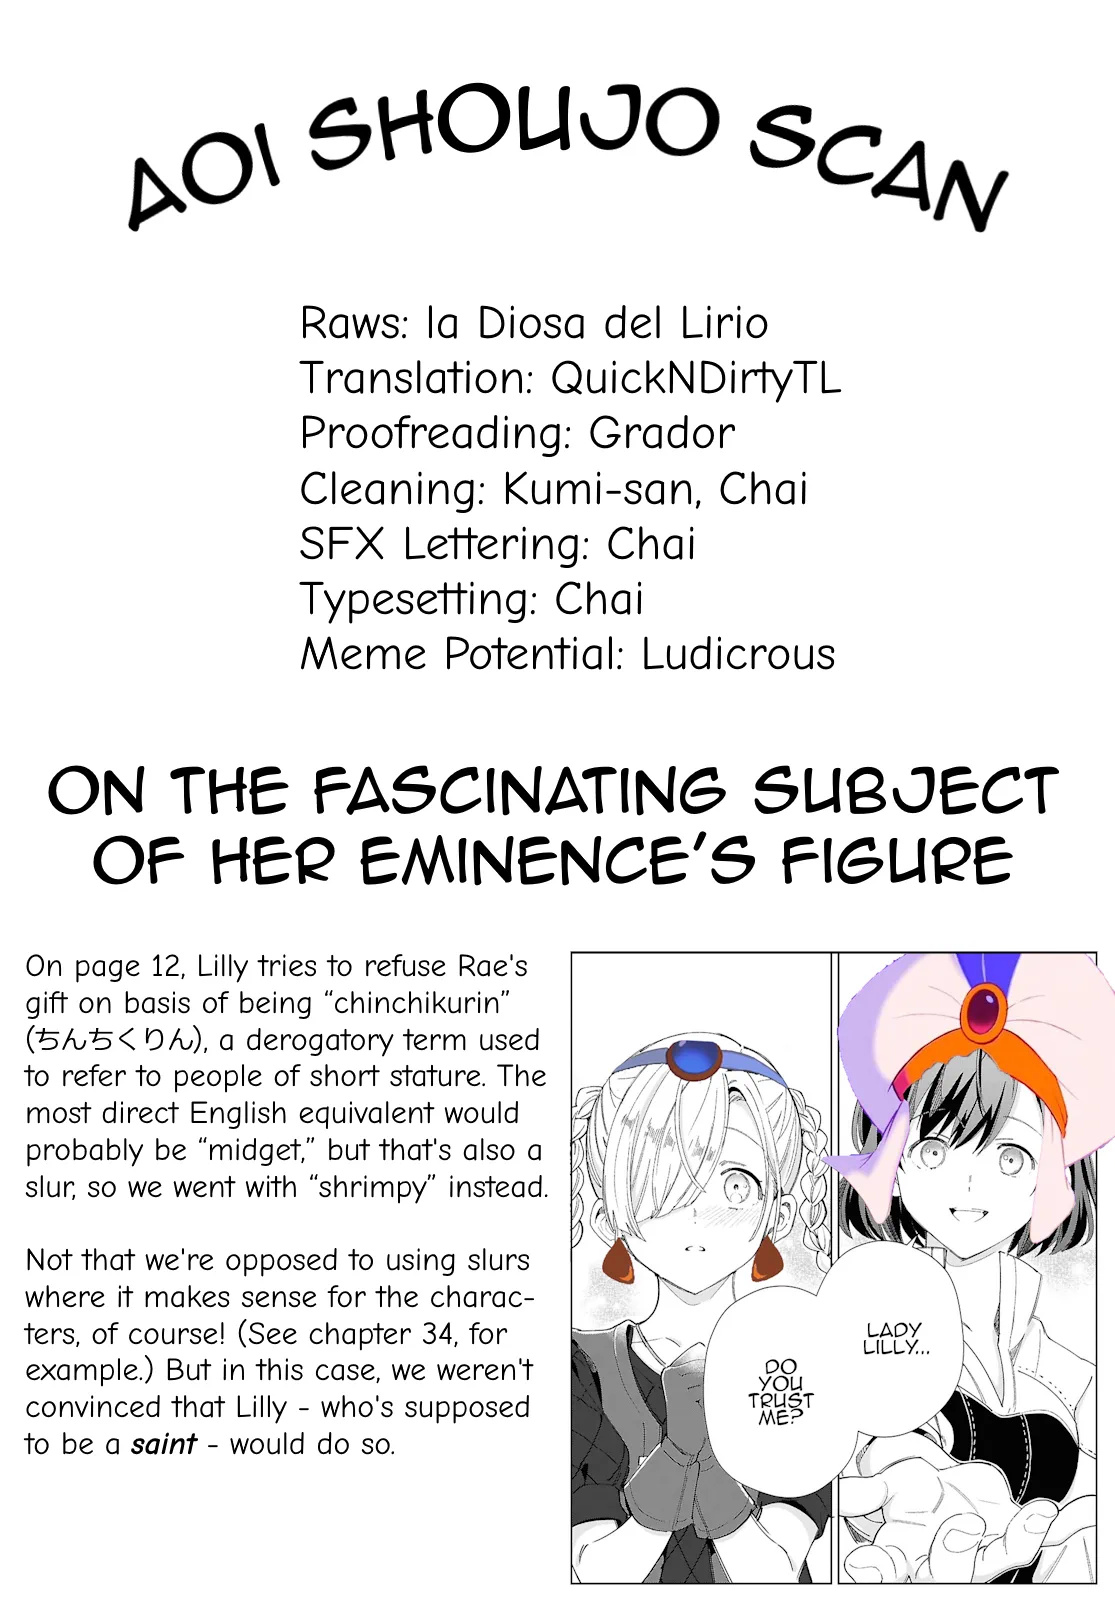 AOI SHOUJO SCAN
Raws: la Diosa del Lirio
Translation: QuickNDirtyTL
Proofreading: Grador
Cleaning: Kumi-san, Chai
SFX Lettering: Chai
Typesetting: Chai
Meme Potential: Ludicrous
ON THE FASCINATING SUBJECT
OF HER EMINENCE'S FIGURE
On page 12, Lilly tries to refuse Rae's
gift on basis of being “chinchikurin”
(ちんちくりん), a derogatory term used
to refer to people of short stature. The
most direct English equivalent would
probably be “midget,” but that's also a
slur, so we went with “shrimpy” instead.
Not that we're opposed to using slurs
where it makes sense for the charac-
ters, of course! (See chapter 34, for
example.) But in this case, we weren't
convinced that Lilly - who's supposed
to be a saint - would do so.
LADY
LILLY...
DO
YOU
TRUST
ME?